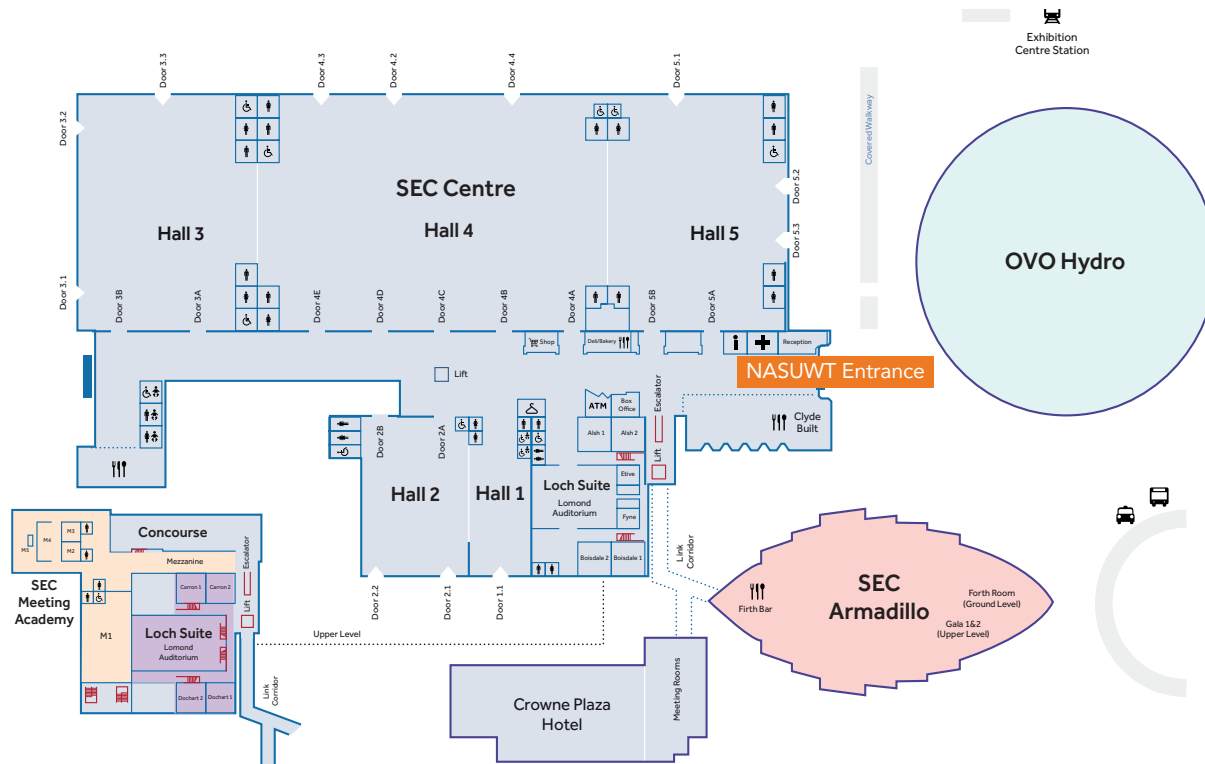 Exhibition
Centre Station
Door 3.3
Door 4.3
Door 4.2
Door 4.4
Door 5.1
Door 3.2
Covered Walkway
SEC Centre
Door 5.2
Hall 3
Hall 4
Hall 5
Door 5.3
OVO Hydro
Door 3.1
Door 3B
Door 3A
Door 4E
Door 4D
Door 4C
Door 4B
Door 4A
Door 5B
Door 5A
Shop
Deli/Bakery
Reception
NASUWT Entrance
Lift
Escalator
ATM
Box
Office
Clyde
Built
Door 2B
Door 2A
Alsh 1
Alsh 2
Lift
Hall 2
Hall 1
Loch Suite
Lomond
Auditorium
Etive
Fyne
Boisdale 2
Boisdale 1
Link
Corridor
Door 2.2
Door 2.1
Door 1.1
Concourse
M3
M5
M4
M2
Mezzanine
Escalator
SEC
Meeting
Academy
Carron 1
Carron 2
Lift
M1
Loch Suite
Lomond
Auditorium
Upper Level
Dochart 2
Dochart 1
Link
Corridor
SEC
Armadillo
Firth Bar
Forth Room
(Ground Level)
Gala 1&2
(Upper Level)
Crowne Plaza
Hotel
Meeting Rooms